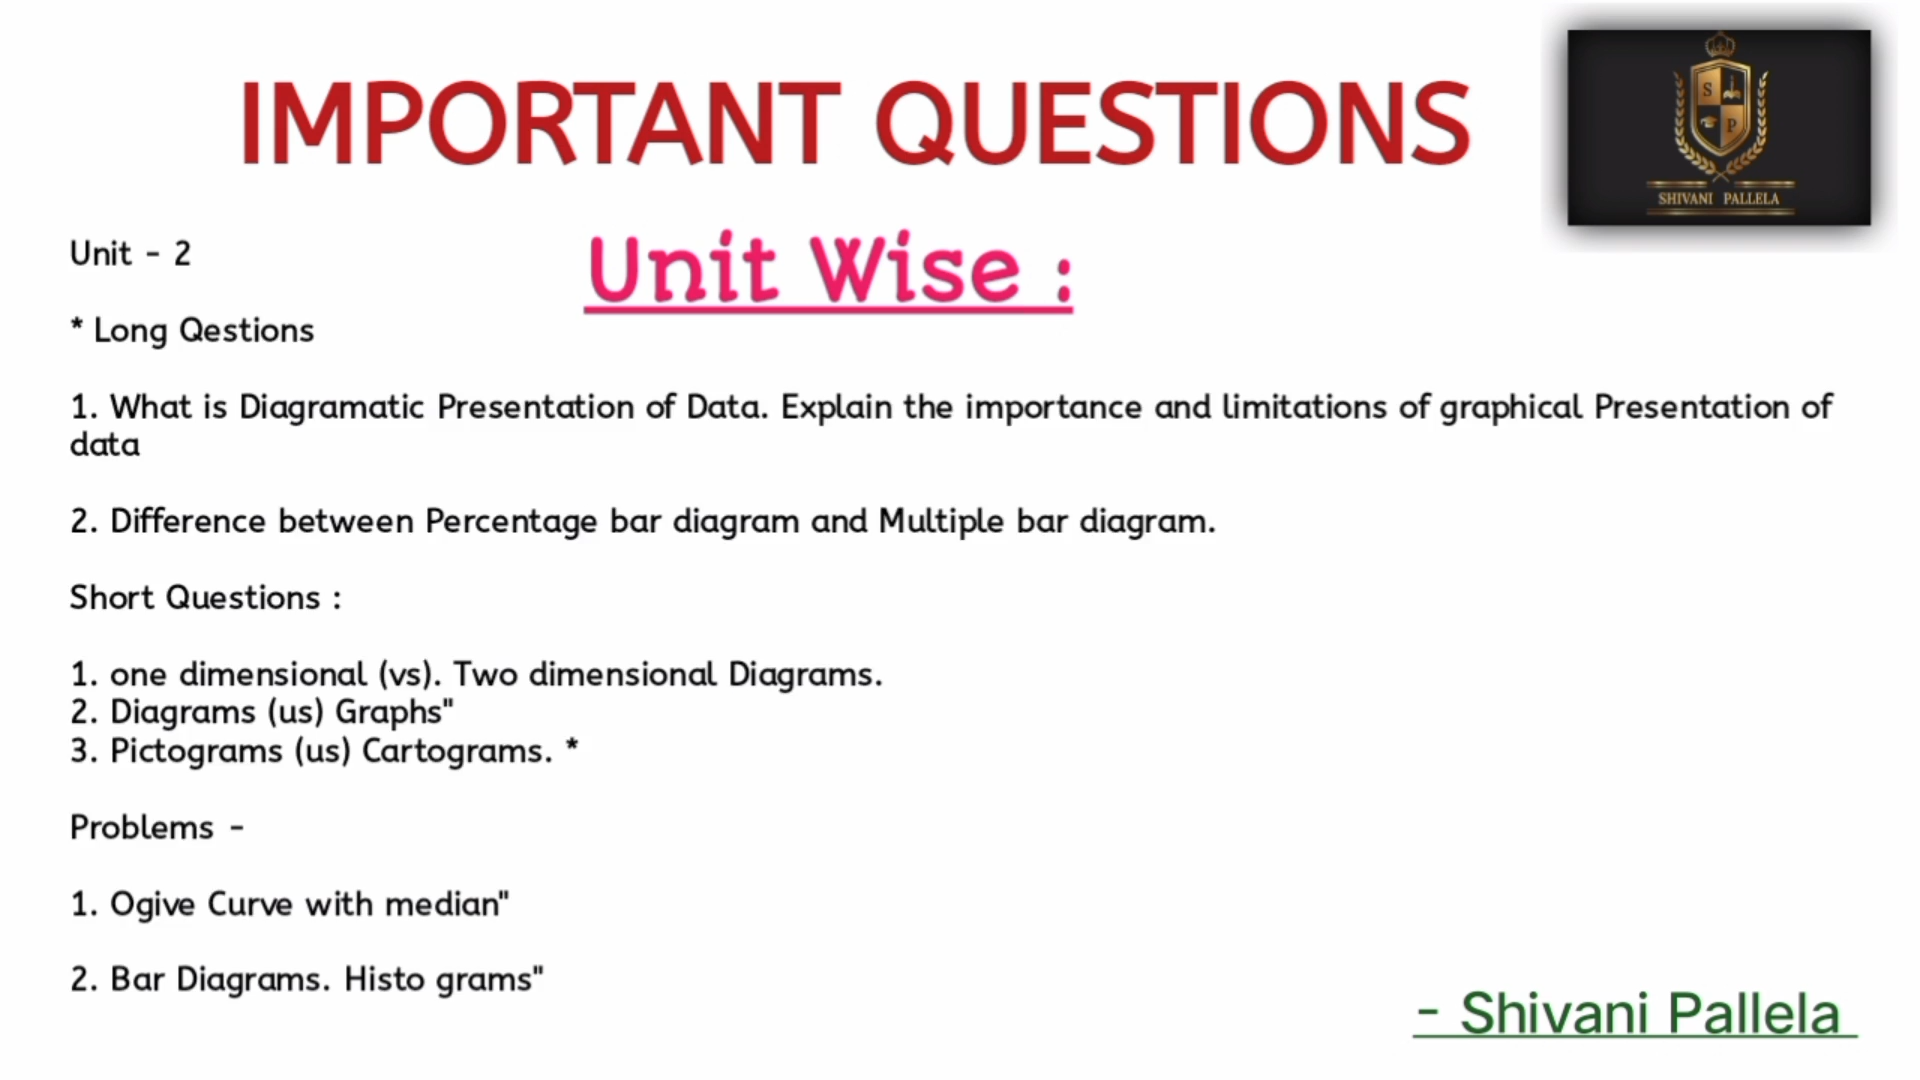 IMPORTANT QUESTIONS
S
P
SHIVANI PALLELA
Unit Wise :
Unit - 2
* Long Qestions
1. What is Diagramatic Presentation of Data. Explain the importance and limitations of graphical Presentation of
data
2. Difference between Percentage bar diagram and Multiple bar diagram.
Short Questions :
1. one dimensional (vs). Two dimensional Diagrams.
2. Diagrams (us) Graphs"
3. Pictograms (us) Cartograms. *
Problems -
1. Ogive Curve with median"
2. Bar Diagrams. Histo grams"
- Shivani Pallela